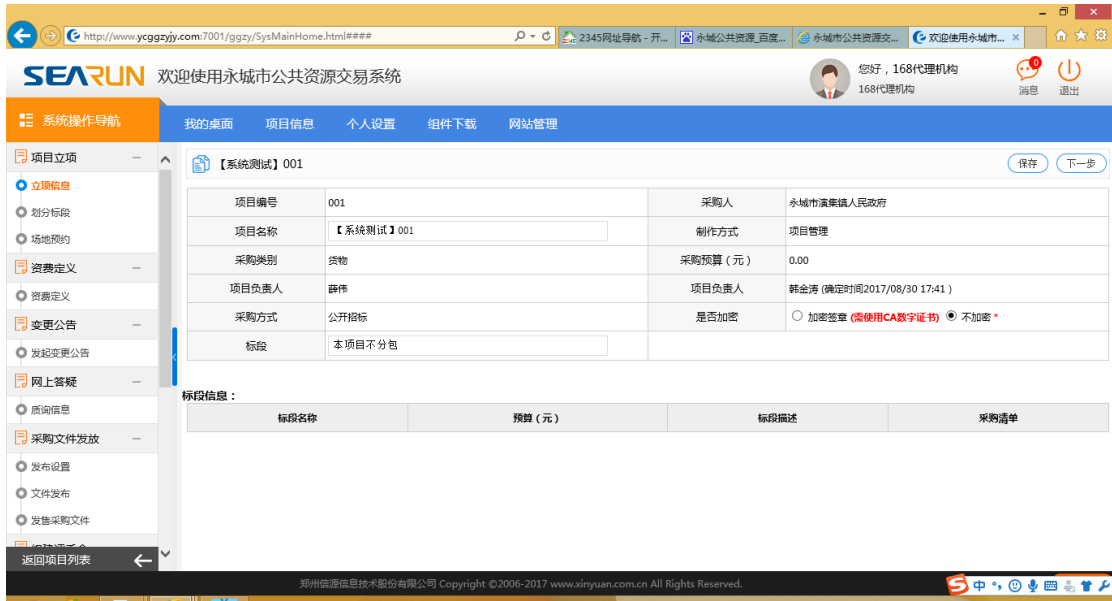 http://www.ycggzyjy.com:7001/ggzy/SysMainHome.html####
2345网址导航 - 开...
永城公共资源_百度...
永城市公共资源交...
欢迎使用永城市...
SEARUN 欢迎使用永城市公共资源交易系统
您好，168代理机构
168代理机构
0
消息
退出
系统操作导航
我的桌面 项目信息 个人设置 组件下载 网站管理
项目立项
立项信息
划分标段
场地预约
资费定义
资费定义
变更公告
发起变更公告
网上答疑
质询信息
采购文件发放
发布设置
文件发布
发售采购文件
返回项目列表
【系统测试】001
保存 下一步
项目编号 001 采购人 永城市演集镇人民政府
项目名称 【系统测试】001 制作方式 项目管理
采购类别 货物 采购预算（元） 0.00
项目负责人 薛伟 项目负责人 韩金涛 (确定时间2017/08/30 17:41 )
采购方式 公开招标 是否加密 加密签章 (需使用CA数字证书) 不加密 *
标段 本项目不分包
标段信息：
标段名称 预算（元） 标段描述 采购清单
郑州信源信息技术股份有限公司 Copyright ©2006-2017 www.xinyuan.com.cn All Rights Reserved.
中